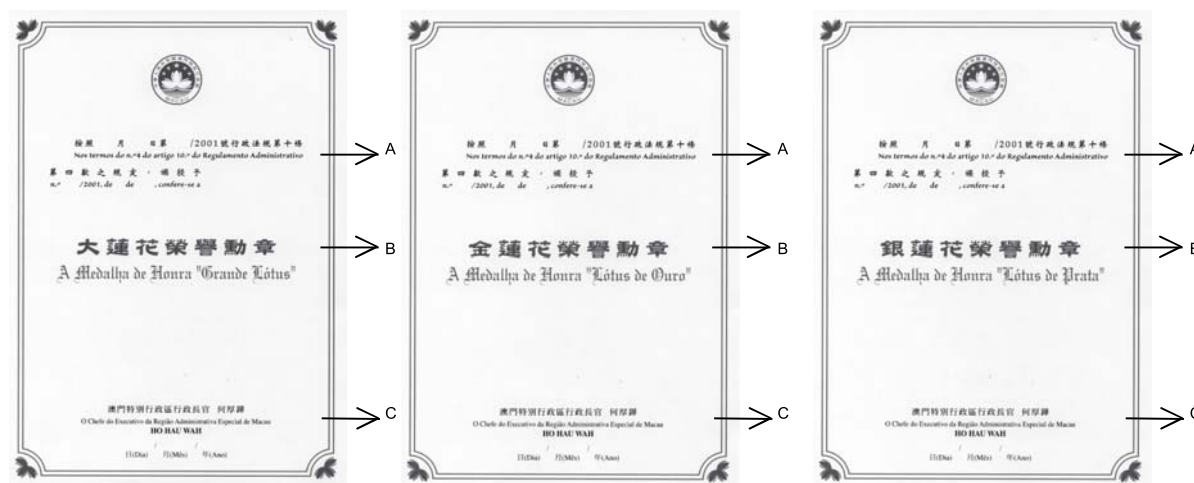 MACAU
按照 月 日第 /2001號行政法規第十條
Nos termos do n.º4 do artigo 10.º do Regulamento Administrativo
第四款之規定,頒授予
n.º /2001, de de , confere-se a
大蓮花榮譽勳章
A Medalha de Honra "Grande Lótus"
澳門特別行政區行政長官 何厚鏵
O Chefe do Executivo da Região Administrativa Especial de Macau
HO HAU WAH
/ /
日(Dia) 月(Mês) 年(Ano)
A
B
C
MACAU
按照 月 日第 /2001號行政法規第十條
Nos termos do n.º4 do artigo 10.º do Regulamento Administrativo
第四款之規定,頒授予
n.º /2001, de de , confere-se a
金蓮花榮譽勳章
A Medalha de Honra "Lótus de Ouro"
澳門特別行政區行政長官 何厚鏵
O Chefe do Executivo da Região Administrativa Especial de Macau
HO HAU WAH
/ /
日(Dia) 月(Mês) 年(Ano)
A
B
C
MACAU
按照 月 日第 /2001號行政法規第十條
Nos termos do n.º4 do artigo 10.º do Regulamento Administrativo
第四款之規定,頒授予
n.º /2001, de de , confere-se a
銀蓮花榮譽勳章
A Medalha de Honra "Lótus de Prata"
澳門特別行政區行政長官 何厚鏵
O Chefe do Executivo da Região Administrativa Especial de Macau
HO HAU WAH
/ /
日(Dia) 月(Mês) 年(Ano)
A
B
C